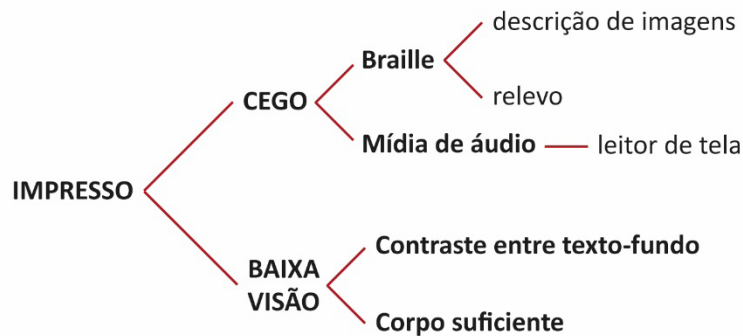 IMPRESSO
CEGO
Braille
descrição de imagens
relevo
Mídia de áudio
leitor de tela
BAIXA
VISÃO
Contraste entre texto-fundo
Corpo suficiente